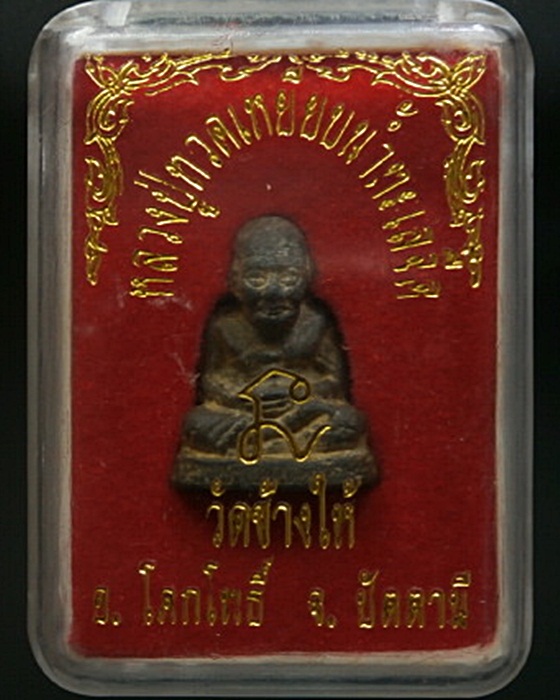 หลวงปู่ทวดเหยียบน้ำทะเลจืด
วัดช้างให้
อ. โคกโพธิ์ จ. ปัตตานี